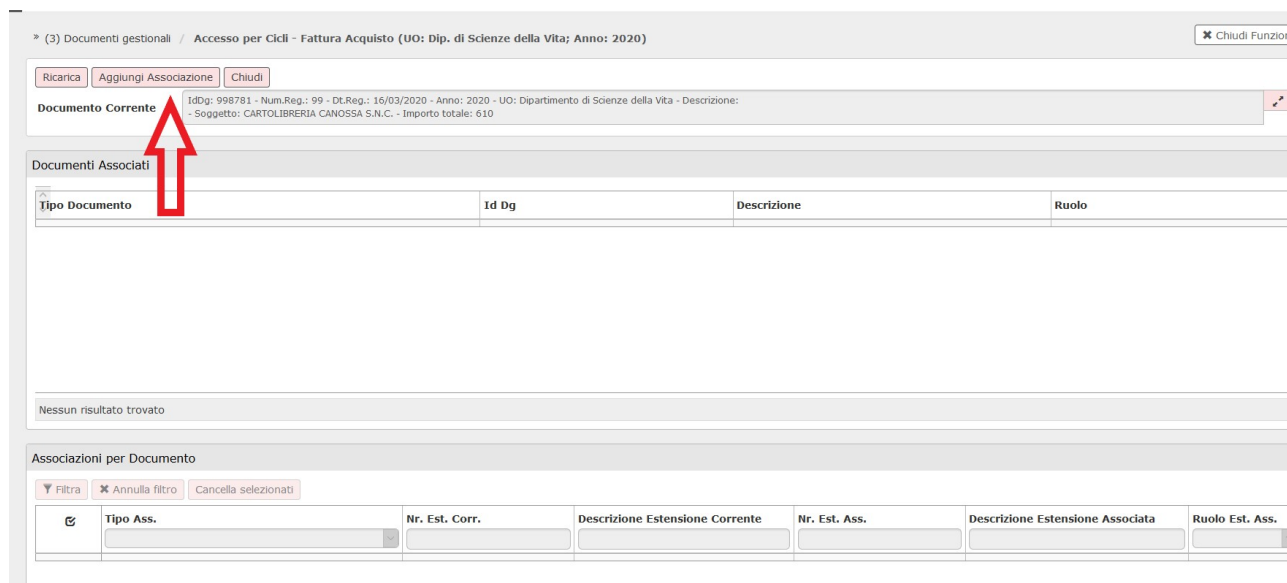 » (3) Documenti gestionali / Accesso per Cicli - Fattura Acquisto (UO: Dip. di Scienze della Vita; Anno: 2020)
✖ Chiudi Funzion
Ricarica Aggiungi Associazione Chiudi
Documento Corrente
IdDg: 998781 - Num.Reg.: 99 - Dt.Reg.: 16/03/2020 - Anno: 2020 - UO: Dipartimento di Scienze della Vita - Descrizione:
- Soggetto: CARTOLIBRERIA CANOSSA S.N.C. - Importo totale: 610
Documenti Associati
Tipo Documento Id Dg Descrizione Ruolo
Nessun risultato trovato
Associazioni per Documento
Filtra ✖ Annulla filtro Cancella selezionati
Tipo Ass. Nr. Est. Corr. Descrizione Estensione Corrente Nr. Est. Ass. Descrizione Estensione Associata Ruolo Est. Ass.